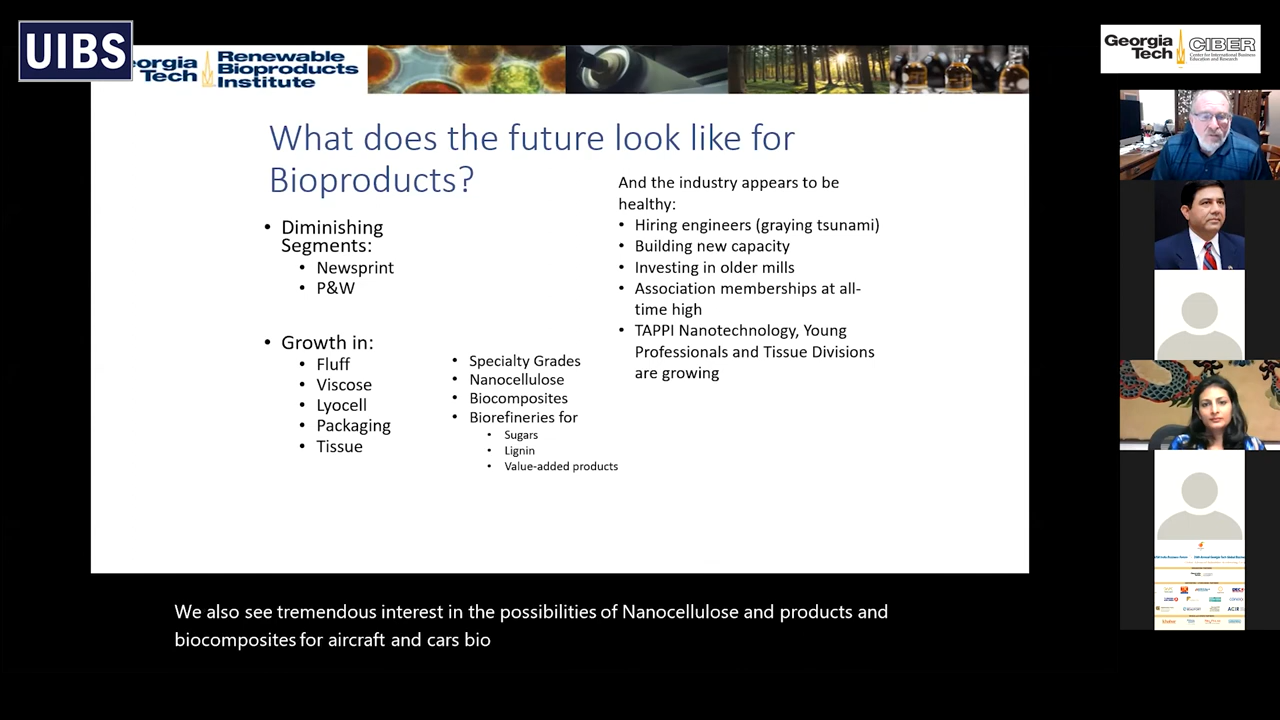 UIBS
Georgia
Tech
Renewable
Bioproducts
Institute
Georgia
Tech
CIBER
Center for International Business
Education and Research
What does the future look like for
Bioproducts?
• Diminishing
Segments:
• Newsprint
• P&W
• Growth in:
• Fluff
• Viscose
• Lyocell
• Packaging
• Tissue
• Specialty Grades
• Nanocellulose
• Biocomposites
• Biorefineries for
• Sugars
• Lignin
• Value-added products
And the industry appears to be
healthy:
• Hiring engineers (graying tsunami)
• Building new capacity
• Investing in older mills
• Association memberships at all-
time high
• TAPPI Nanotechnology, Young
Professionals and Tissue Divisions
are growing
We also see tremendous interest in the possibilities of Nanocellulose and products and
biocomposites for aircraft and cars bio